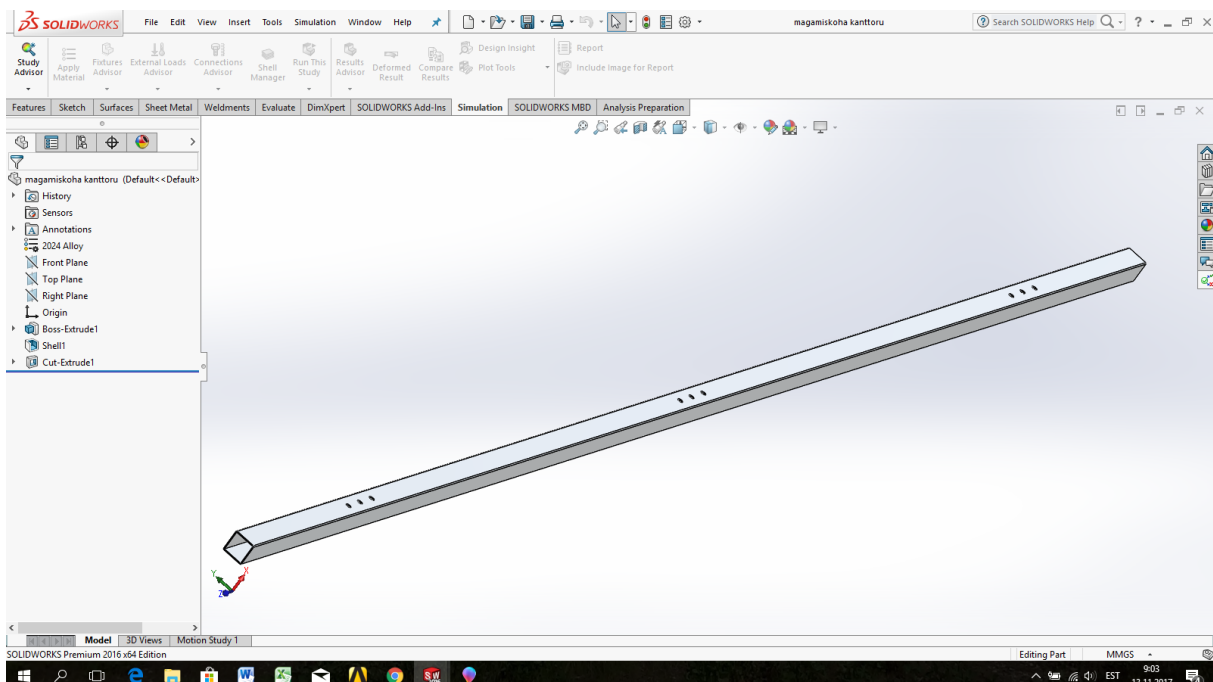 SOLIDWORKS File Edit View Insert Tools Simulation Window Help magamiskoha kanttoru Search SOLIDWORKS Help ?
Study Advisor
Apply Material
Fixtures Advisor
External Loads Advisor
Connections Advisor
Shell Manager
Run This Study
Results Advisor
Deformed Result
Compare Results
Design Insight
Plot Tools
Report
Include Image for Report
Features Sketch Surfaces Sheet Metal Weldments Evaluate DimXpert SOLIDWORKS Add-Ins Simulation SOLIDWORKS MBD Analysis Preparation
magamiskoha kanttoru (Default<<Default>
History
Sensors
Annotations
2024 Alloy
Front Plane
Top Plane
Right Plane
Origin
Boss-Extrude1
Shell1
Cut-Extrude1
Y X
Z
Model 3D Views Motion Study 1
SOLIDWORKS Premium 2016 x64 Edition Editing Part MMGS
EST 9:03
13.11.2017